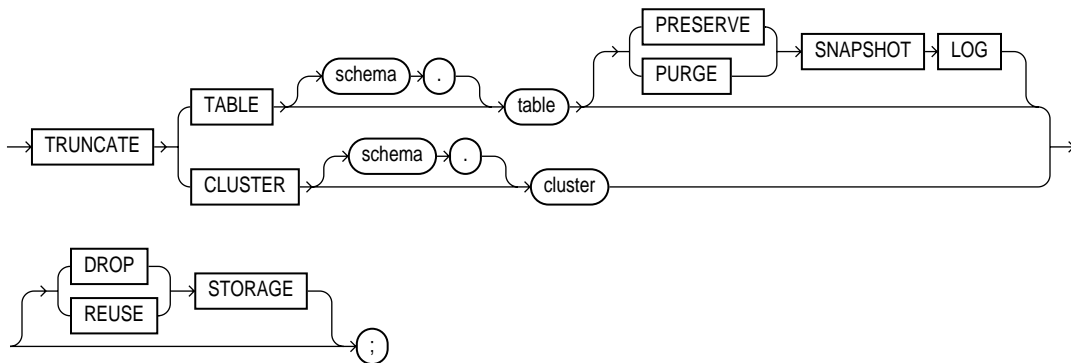 PRESERVE
PURGE
SNAPSHOT LOG
schema .
TABLE table
TRUNCATE
schema .
CLUSTER cluster
DROP
REUSE
STORAGE
;